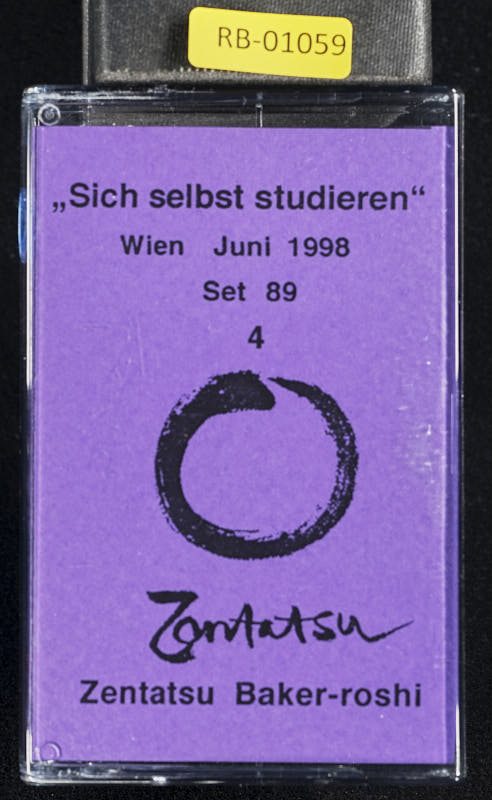 RB-01059
„Sich selbst studieren“
Wien Juni 1998
Set 89
4
Zentatsu
Zentatsu Baker-roshi